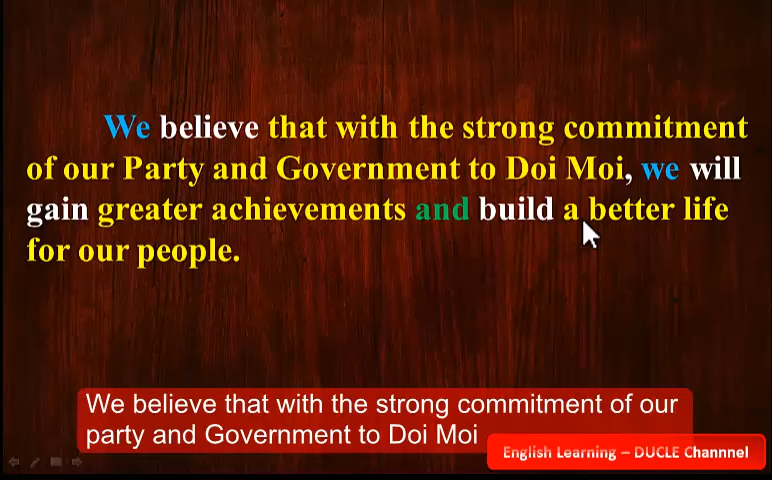 We believe that with the strong commitment
of our Party and Government to Doi Moi, we will
gain greater achievements and build a better life
for our people.
We believe that with the strong commitment of our
party and Government to Doi Moi
English Learning – DUCLE Channnel